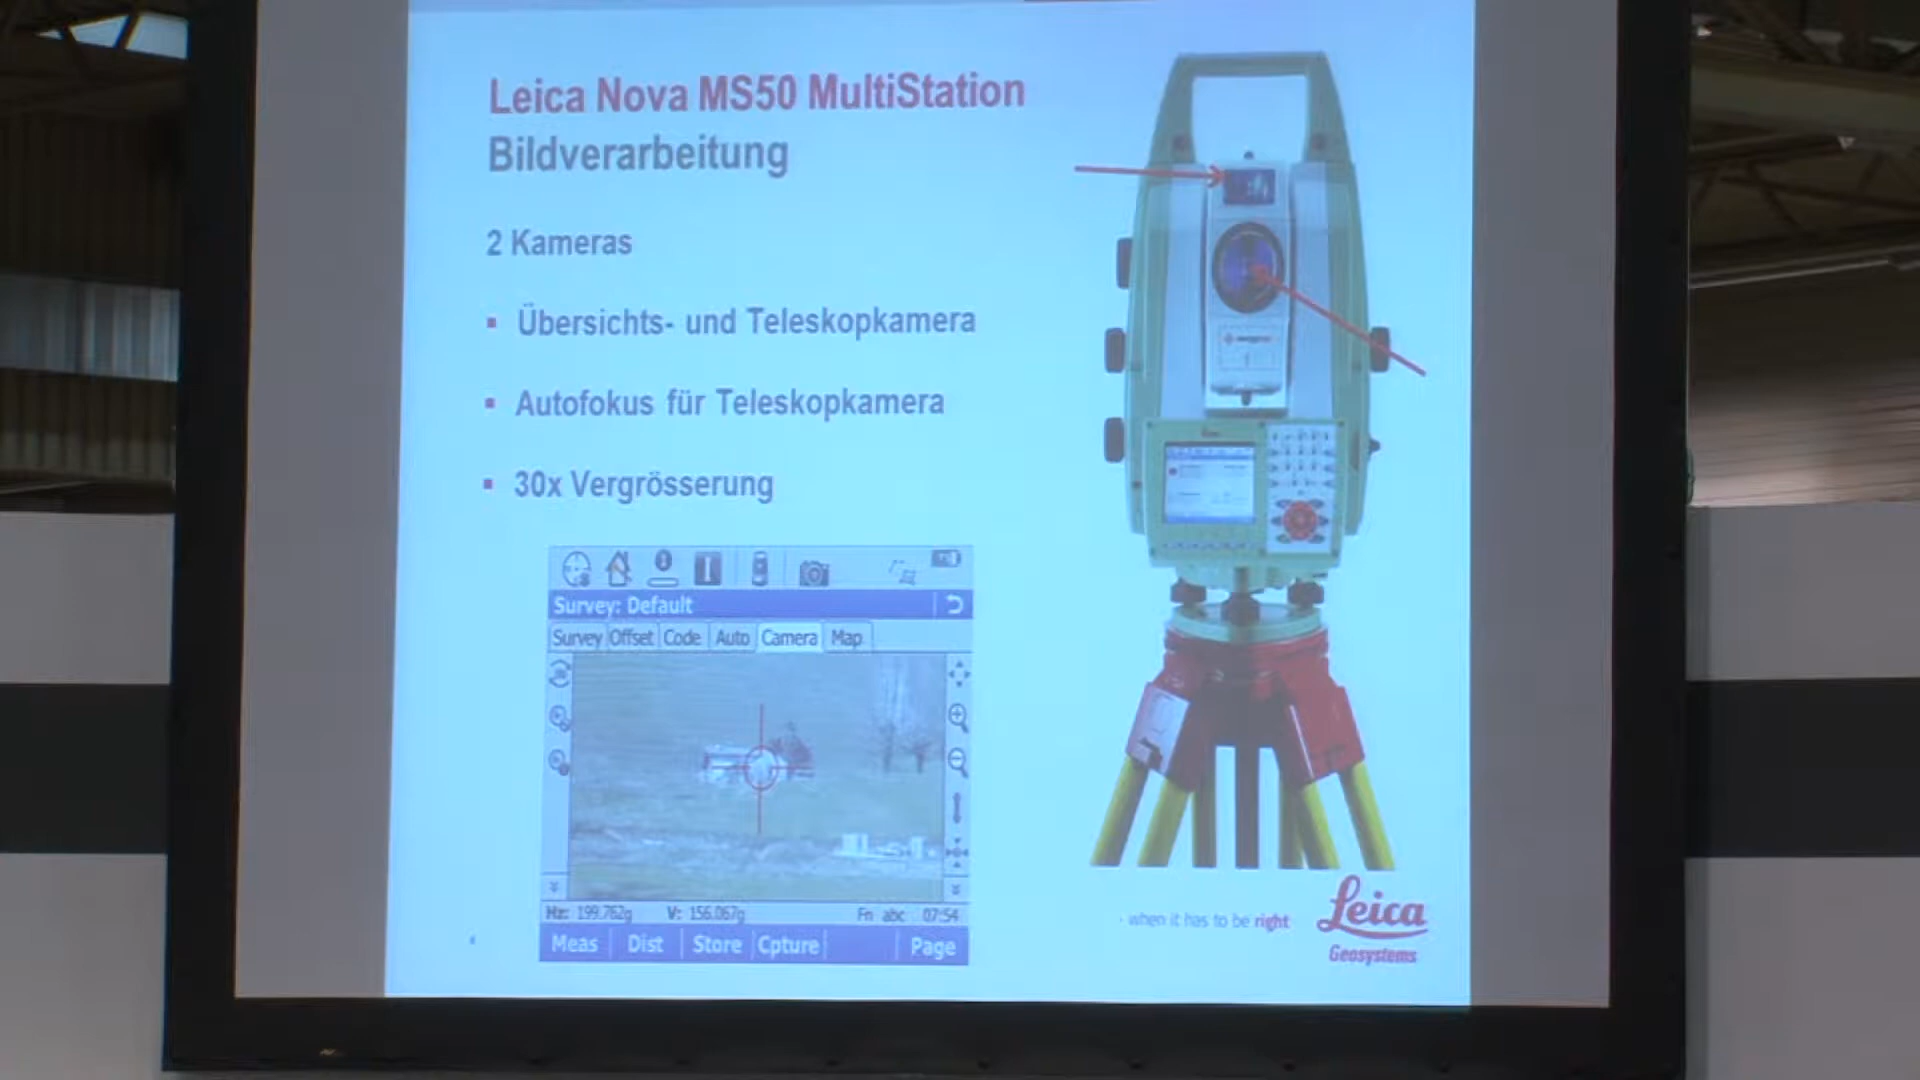 Leica Nova MS50 MultiStation
Bildverarbeitung
2 Kameras
▪ Übersichts- und Teleskopkamera
▪ Autofokus für Teleskopkamera
▪ 30x Vergrösserung
Survey: Default
Survey Offset Code Auto Camera Map
Hz: 199.762g V: 156.067g Fn abc 07:54
Meas Dist Store Cpture Page
- when it has to be right
Leica
Geosystems